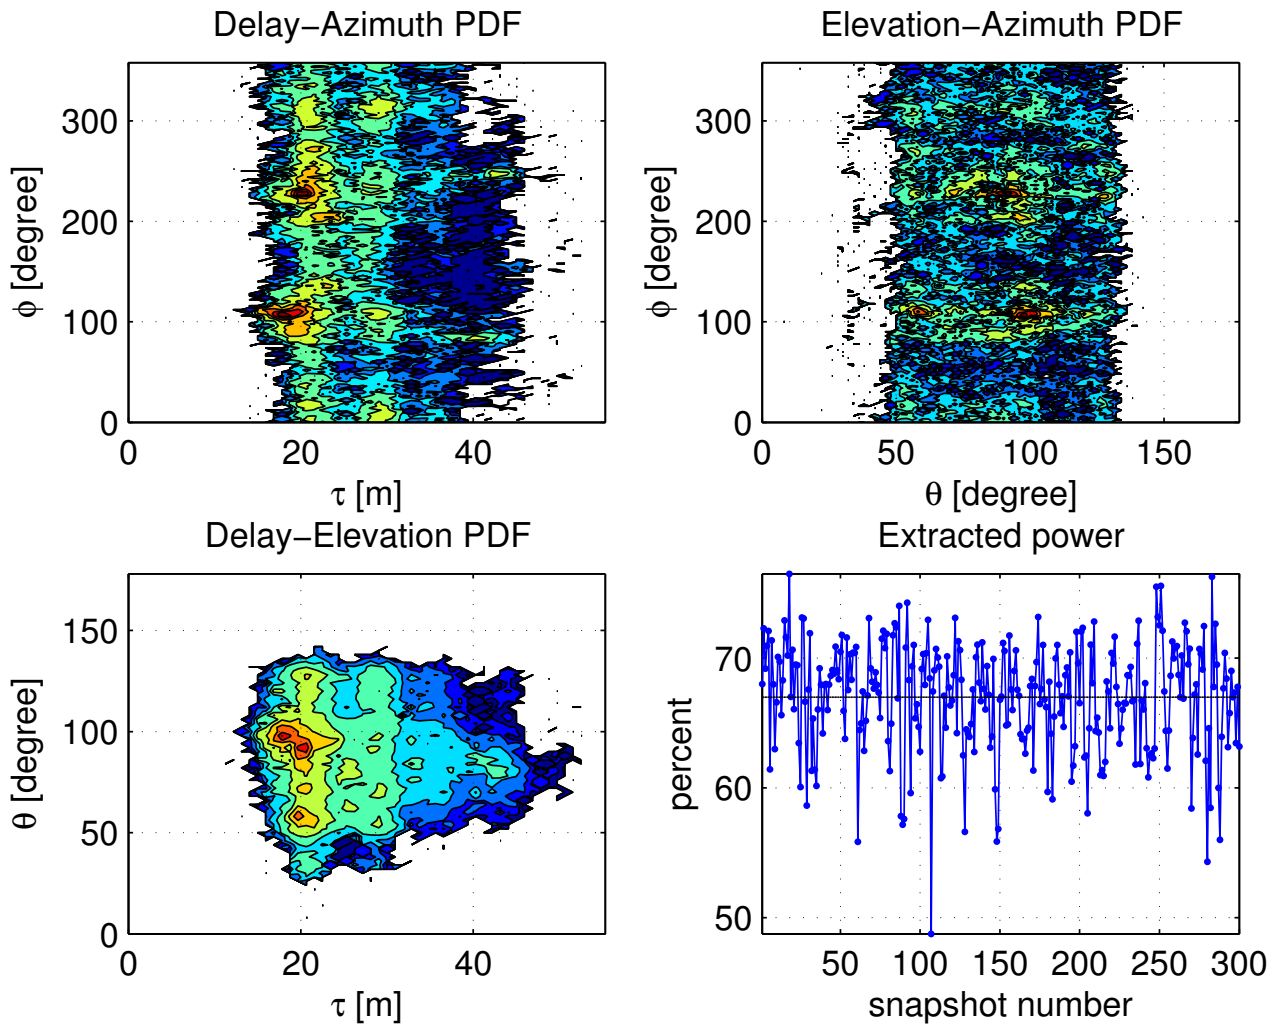 Delay−Azimuth PDF
ϕ [degree]
300
200
100
0
0 20 40
τ [m]
Elevation−Azimuth PDF
ϕ [degree]
300
200
100
0
0 50 100 150
θ [degree]
Delay−Elevation PDF
θ [degree]
150
100
50
0
0 20 40
τ [m]
Extracted power
percent
70
60
50
50 100 150 200 250 300
snapshot number